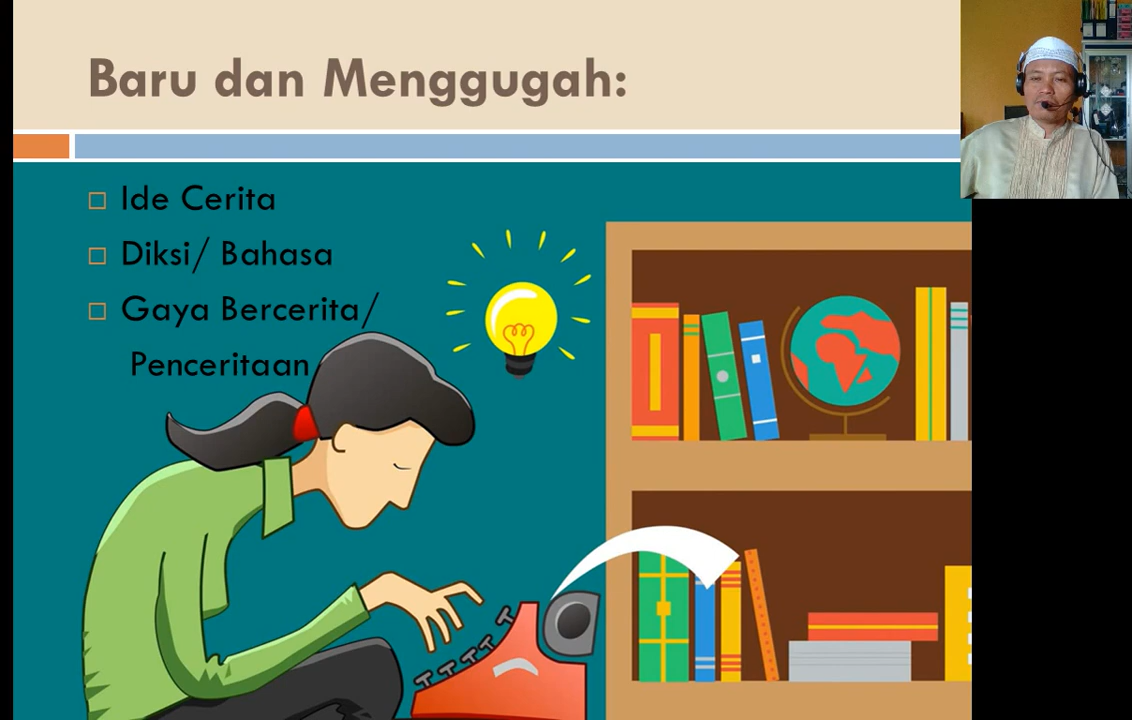 Baru dan Menggugah:
Ide Cerita
Diksi/ Bahasa
Gaya Bercerita/
Penceritaan